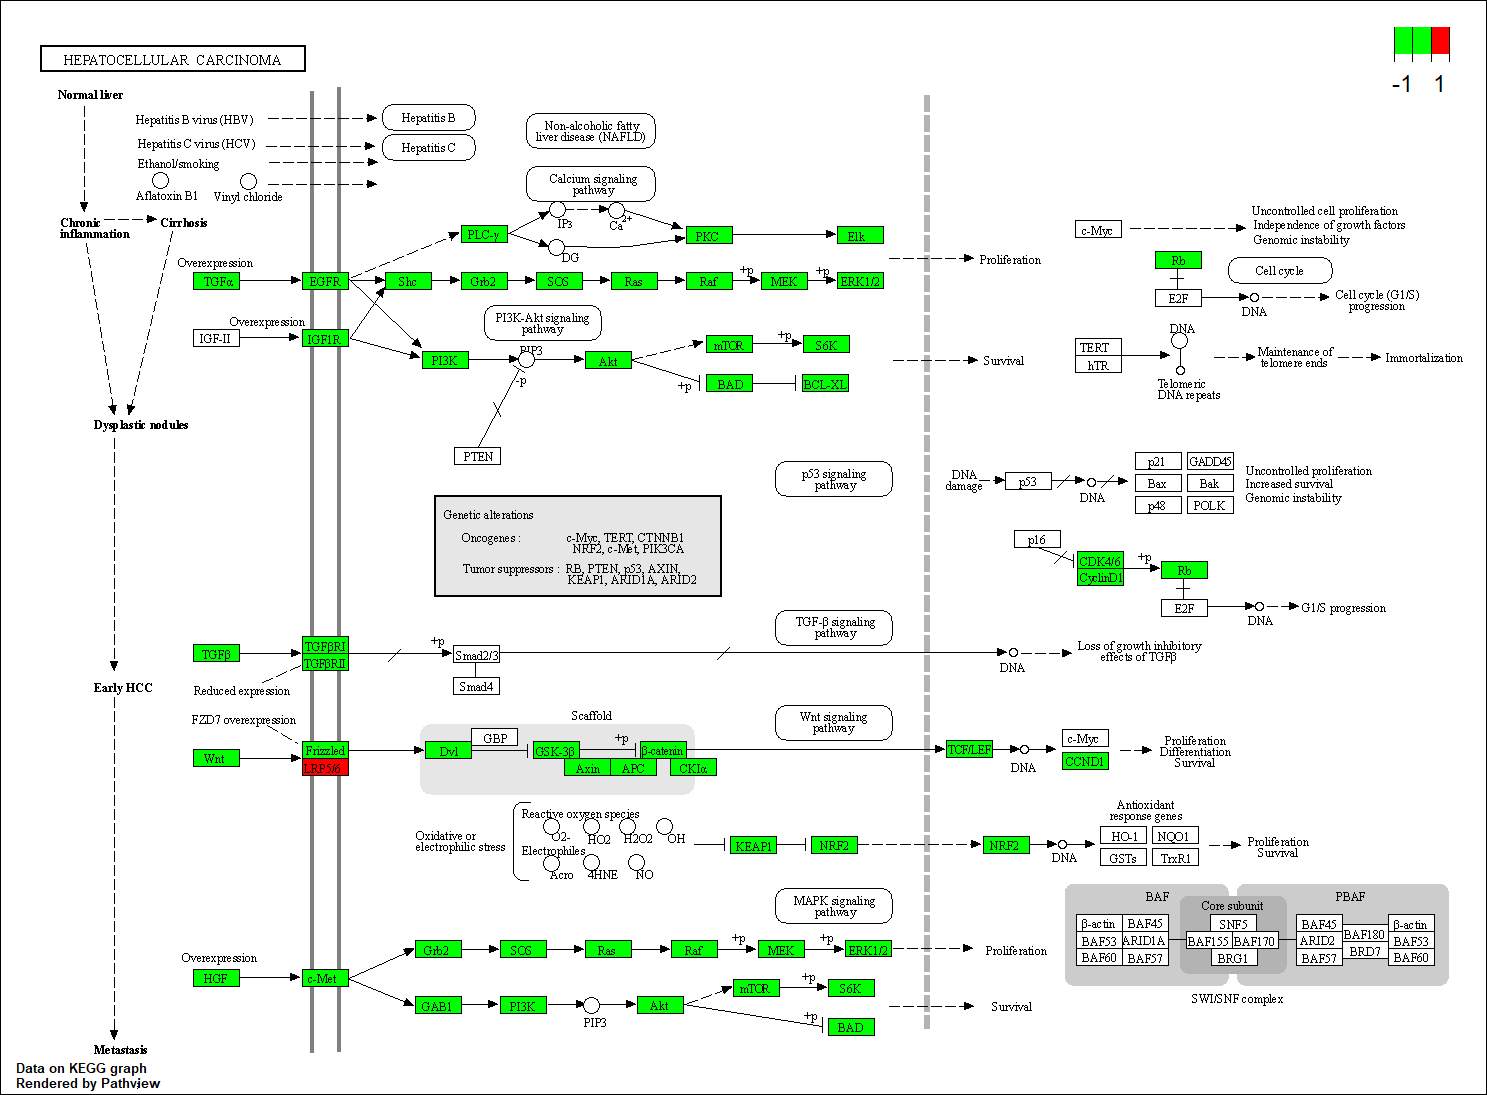 HEPATOCELLULAR CARCINOMA
-1 1
Normal liver
Hepatitis B virus (HBV)
Hepatitis B
Hepatitis C virus (HCV)
Hepatitis C
Ethanol/smoking
Aflatoxin B1
Vinyl chloride
Non-alcoholic fatty
liver disease (NAFLD)
Calcium signaling
pathway
Chronic
inflammation
Cirrhosis
IP3
Ca2+
DG
PLC-γ
PKC
Elk
Overexpression
TGFα
EGFR
Shc
Grb2
SOS
Ras
Raf
+p
MEK
+p
ERK1/2
Proliferation
Overexpression
IGF-II
IGF1R
PI3K-Akt signaling
pathway
PI3K
PIP3
-p
Akt
mTOR
+p
S6K
+p
BAD
BCL-XL
Survival
PTEN
c-Myc
Uncontrolled cell proliferation
Independence of growth factors
Genomic instability
Rb
E2F
Cell cycle
DNA
Cell cycle (G1/S)
progression
TERT
hTR
DNA
Telomeric
DNA repeats
Maintenance of
telomere ends
Immortalization
Dysplastic nodules
p53 signaling
pathway
DNA
damage
p53
DNA
p21
GADD45
Bax
Bak
p48
POLK
Uncontrolled proliferation
Increased survival
Genomic instability
Genetic alterations
Oncogenes :
c-Myc, TERT, CTNNB1
NRF2, c-Met, PIK3CA
Tumor suppressors :
RB, PTEN, p53, AXIN,
KEAP1, ARID1A, ARID2
p16
CDK4/6
CyclinD1
+p
Rb
E2F
DNA
G1/S progression
TGF-β signaling
pathway
TGFβ
TGFβRI
TGFβRII
+p
Smad2/3
Smad4
DNA
Loss of growth inhibitory
effects of TGFβ
Reduced expression
Early HCC
FZD7 overexpression
Wnt
Frizzled
LRP5/6
Scaffold
Dvl
GBP
GSK-3β
+p
β-catenin
Axin
APC
CKIα
Wnt signaling
pathway
TCF/LEF
DNA
c-Myc
CCND1
Proliferation
Differentiation
Survival
Oxidative or
electrophilic stress
Reactive oxygen species
O2-
HO2
H2O2
OH
Electrophiles
Acro
4HNE
NO
KEAP1
NRF2
NRF2
DNA
Antioxidant
response genes
HO-1
NQO1
GSTs
TrxR1
Proliferation
Survival
MAPK signaling
pathway
Overexpression
HGF
c-Met
Grb2
SOS
Ras
Raf
+p
MEK
+p
ERK1/2
Proliferation
GAB1
PI3K
PIP3
Akt
mTOR
+p
S6K
+p
BAD
Survival
BAF
Core subunit
PBAF
β-actin
BAF45
SNF5
BAF45
BAF180
β-actin
BAF53
ARID1A
BAF155
BAF170
ARID2
BRD7
BAF53
BAF60
BAF57
BRG1
BAF57
BAF60
SWI/SNF complex
Metastasis
Data on KEGG graph
Rendered by Pathview